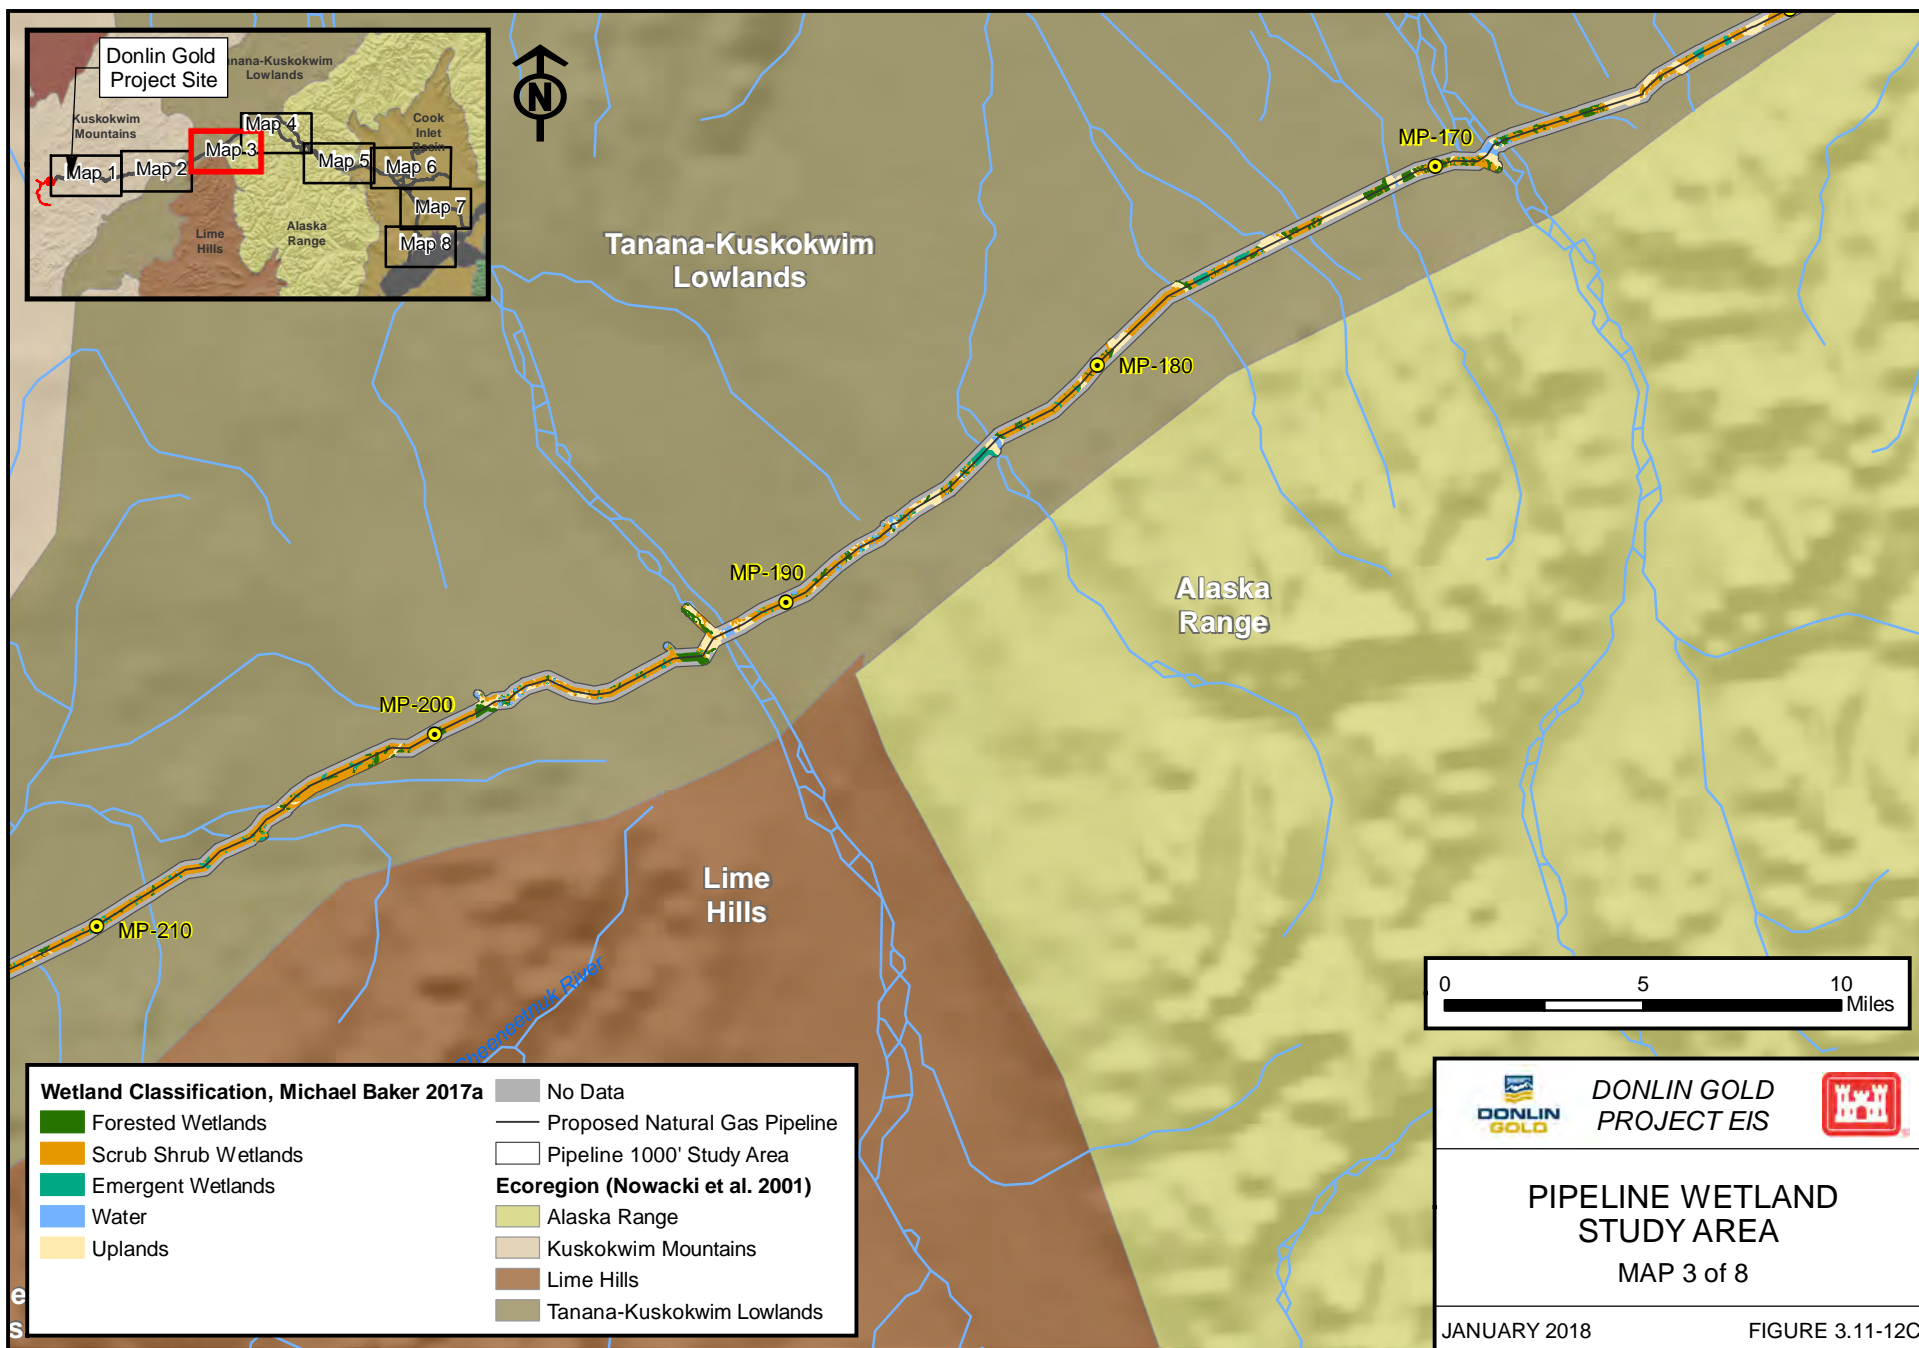 Donlin Gold
Project Site
nana-Kuskokwim
Lowlands
Kuskokwim
Mountains
Cook
Inlet
Basin
Map 4
Map 3
Map 1
Map 2
Map 5
Map 6
Map 7
Map 8
Lime
Hills
Alaska
Range
N
Tanana-Kuskokwim
Lowlands
MP-170
MP-180
MP-190
MP-200
MP-210
Alaska
Range
Lime
Hills
Cheeneetnuk River
0 5 10
Miles
Wetland Classification, Michael Baker 2017a
Forested Wetlands
Scrub Shrub Wetlands
Emergent Wetlands
Water
Uplands
No Data
Proposed Natural Gas Pipeline
Pipeline 1000' Study Area
Ecoregion (Nowacki et al. 2001)
Alaska Range
Kuskokwim Mountains
Lime Hills
Tanana-Kuskokwim Lowlands
e
s
DONLIN
GOLD
DONLIN GOLD
PROJECT EIS
PIPELINE WETLAND
STUDY AREA
MAP 3 of 8
JANUARY 2018
FIGURE 3.11-12C